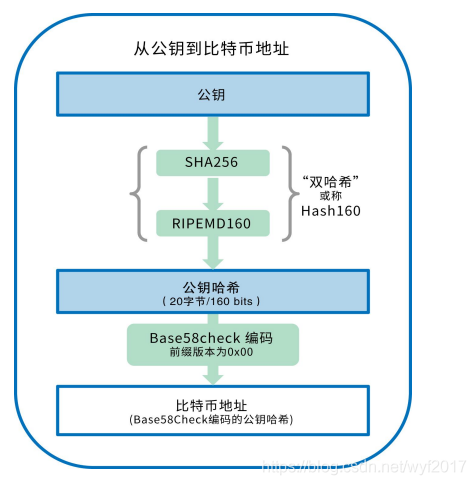 从公钥到比特币地址
公钥
SHA256
“双哈希”
或称
Hash160
RIPEMD160
公钥哈希
(20字节/160 bits)
Base58check 编码
前缀版本为0x00
比特币地址
(Base58Check编码的公钥哈希)
https://blog.csdn.net/wyf2017